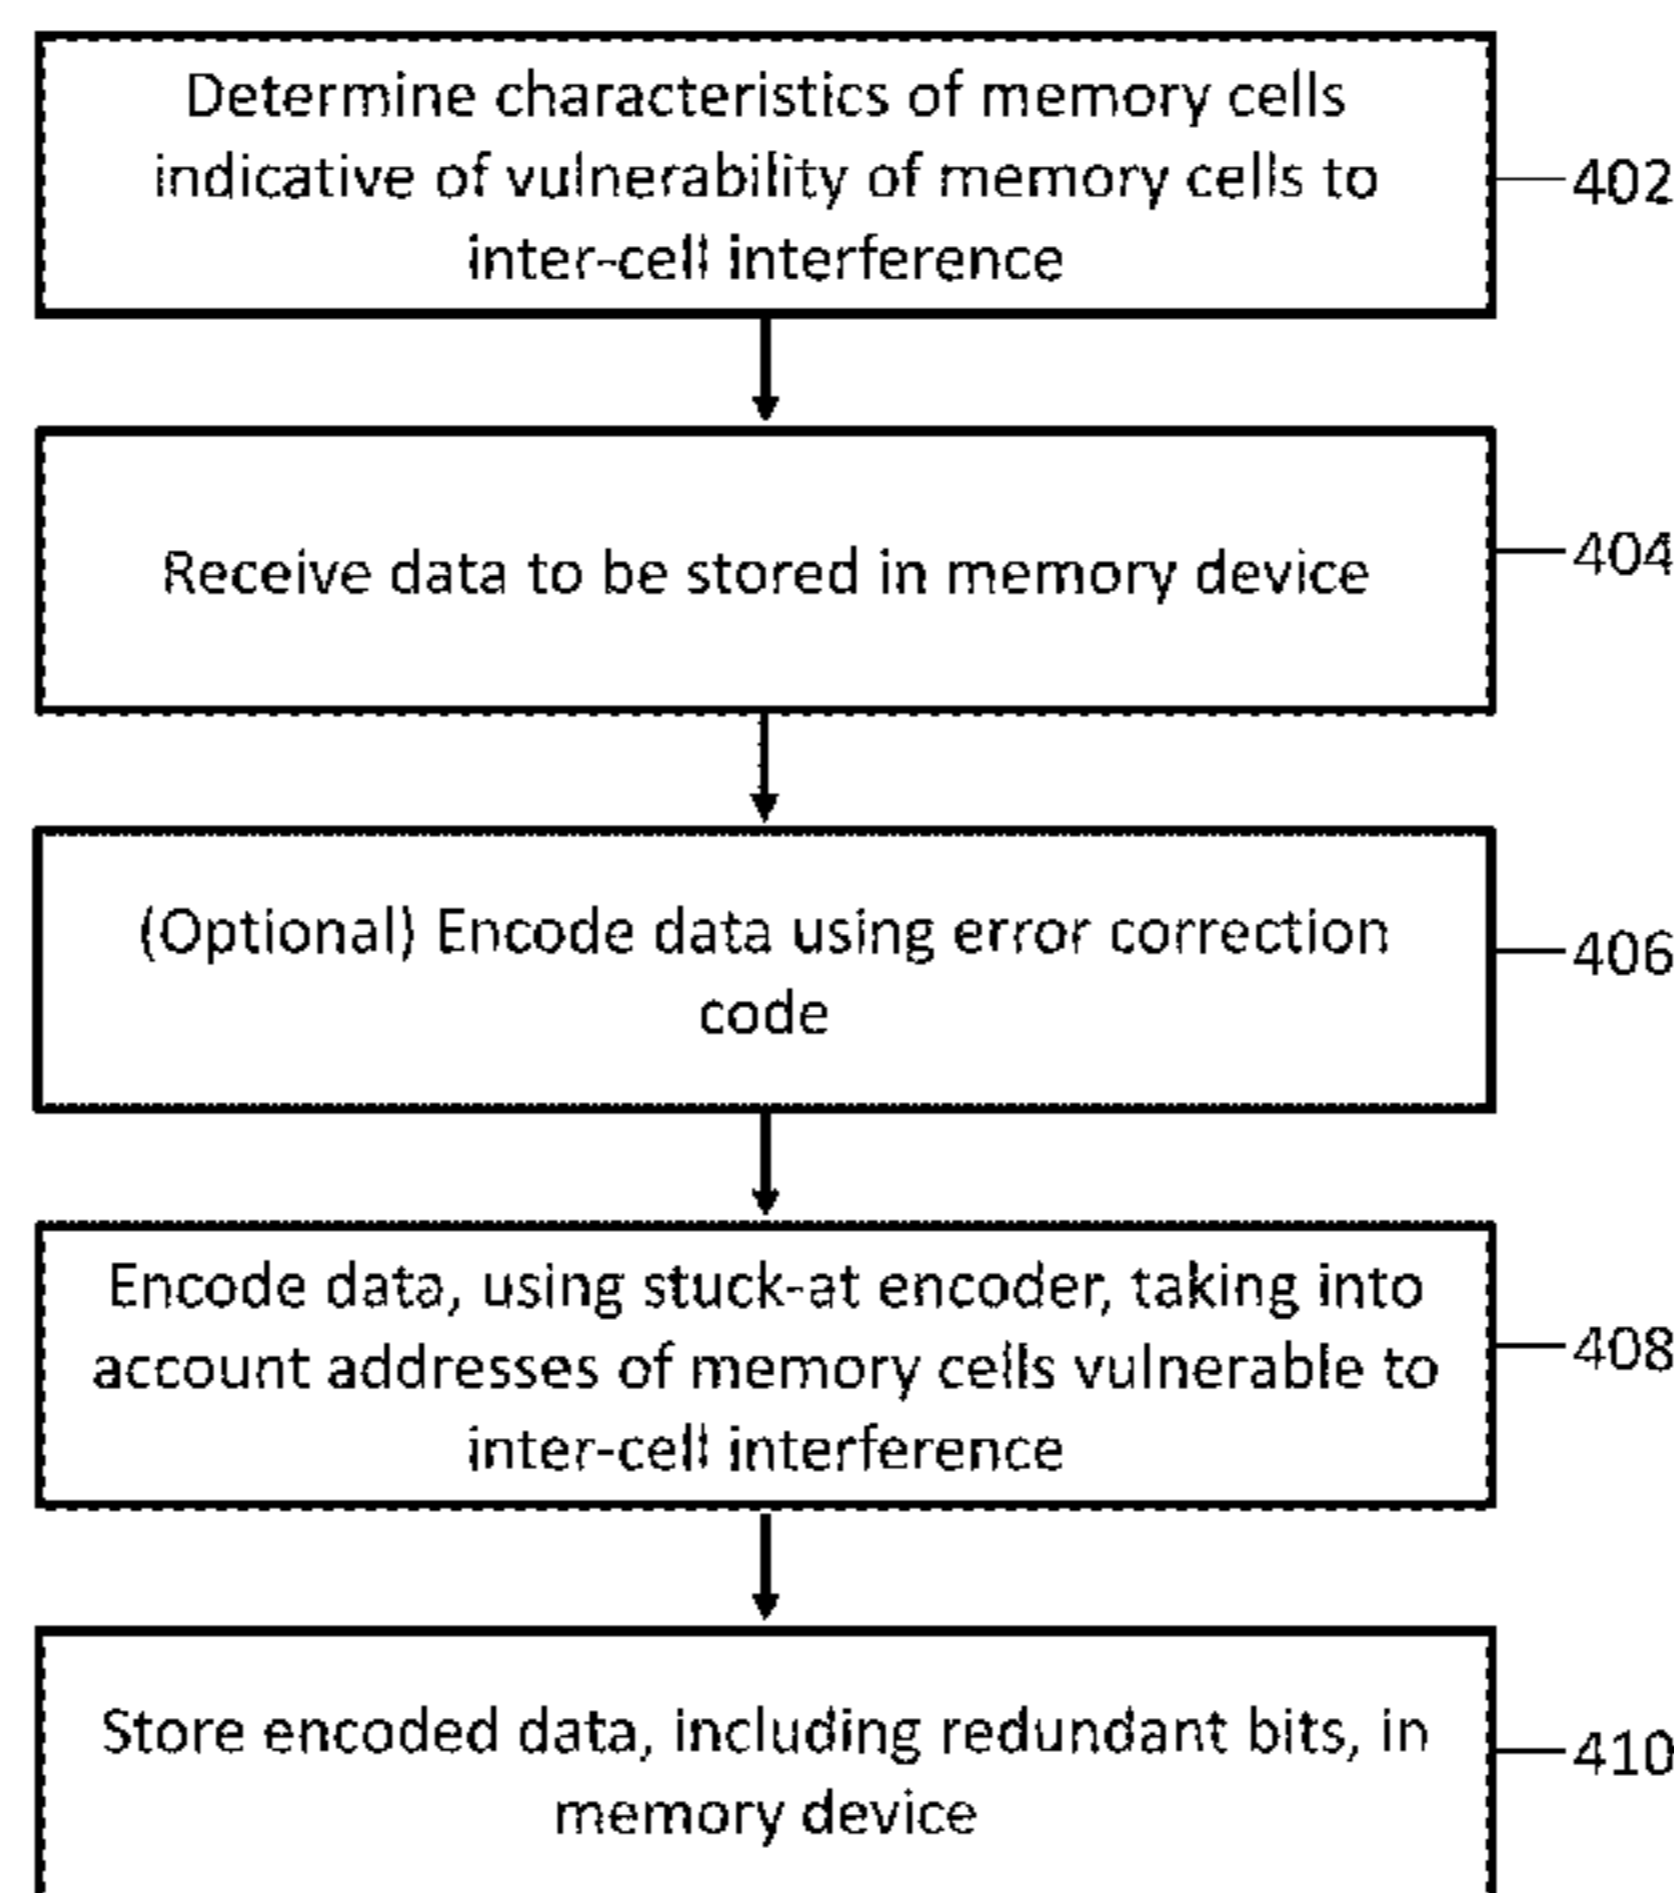 Determine characteristics of memory cells
indicative of vulnerability of memory cells to
inter-cell interference
402
Receive data to be stored in memory device
404
(Optional) Encode data using error correction
code
406
Encode data, using stuck-at encoder, taking into
account addresses of memory cells vulnerable to
inter-cell interference
408
Store encoded data, including redundant bits, in
memory device
410